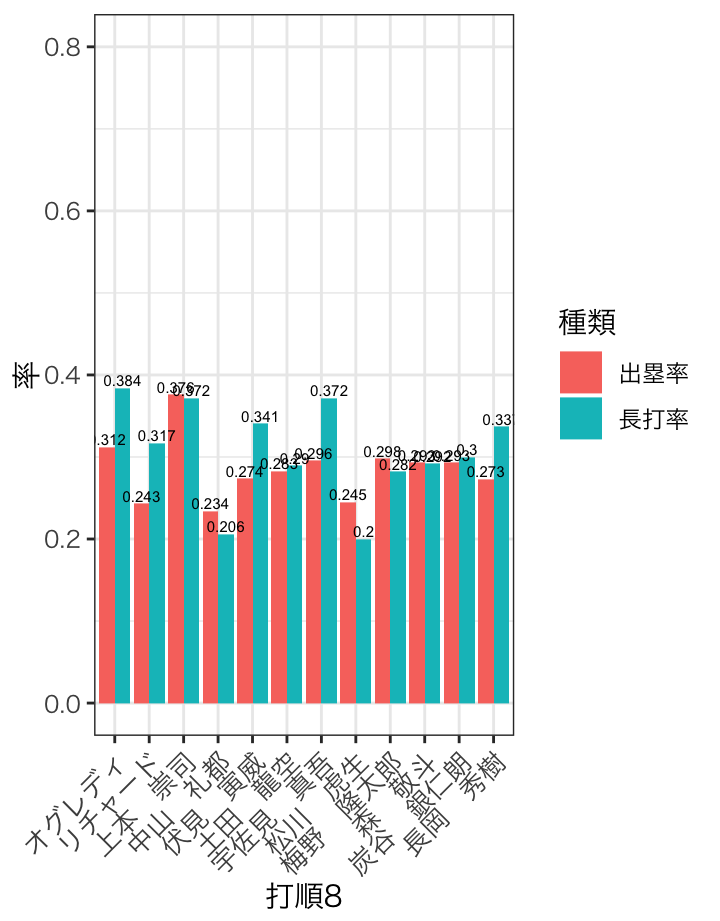 0.8
0.6
0.4
0.2
0.0
率
0.384
.312
0.317
0.243
0.376
0.372
0.234
0.206
0.274
0.341
0.283
0.29
0.296
0.372
0.245
0.2
0.298
0.282
0.292
0.293
0.3
0.273
0.33
オグレディ
リチャード
上本 崇司
中山 礼都
伏見 寅威
土田 龍空
宇佐見 真吾
松川 虎生
梅野 隆太郎
森 敬斗
炭谷 銀仁朗
長岡 秀樹
打順8
種類
出塁率
長打率